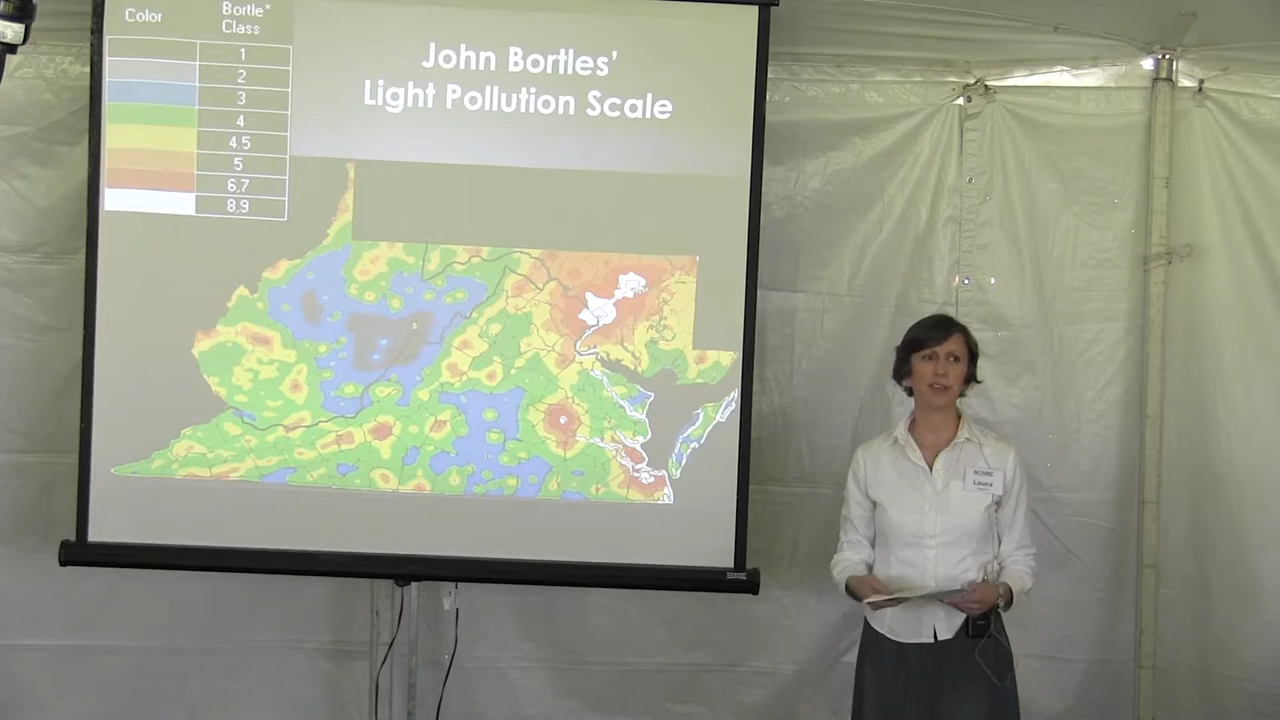 Color
Bortle*
Class
1
2
3
4
4.5
5
6,7
8,9
John Bortles'
Light Pollution Scale
Laura